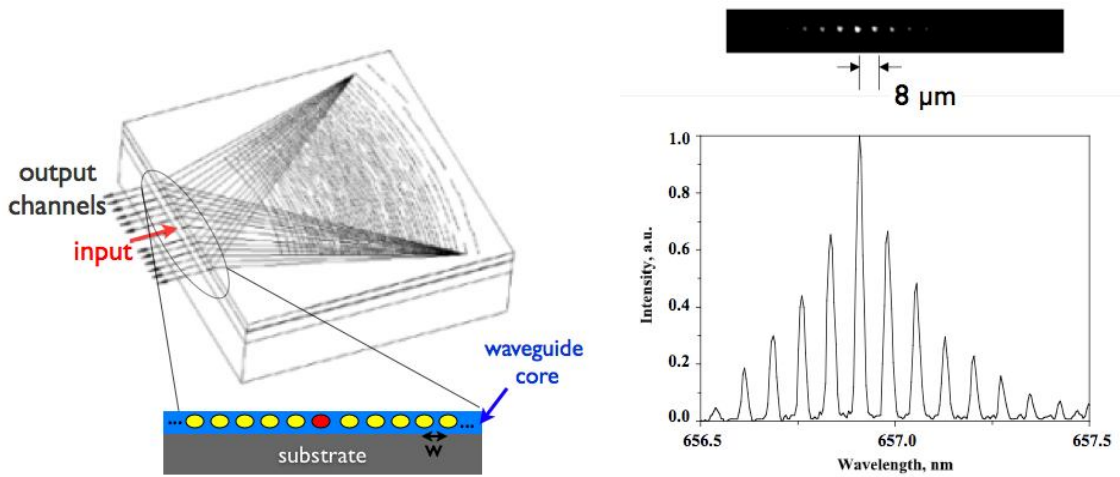 output
channels
input
waveguide
core
...
...
w
substrate
8 µm
1.0
0.8
0.6
0.4
0.2
0.0
Intensity, a.u.
656.5
657.0
657.5
Wavelength, nm